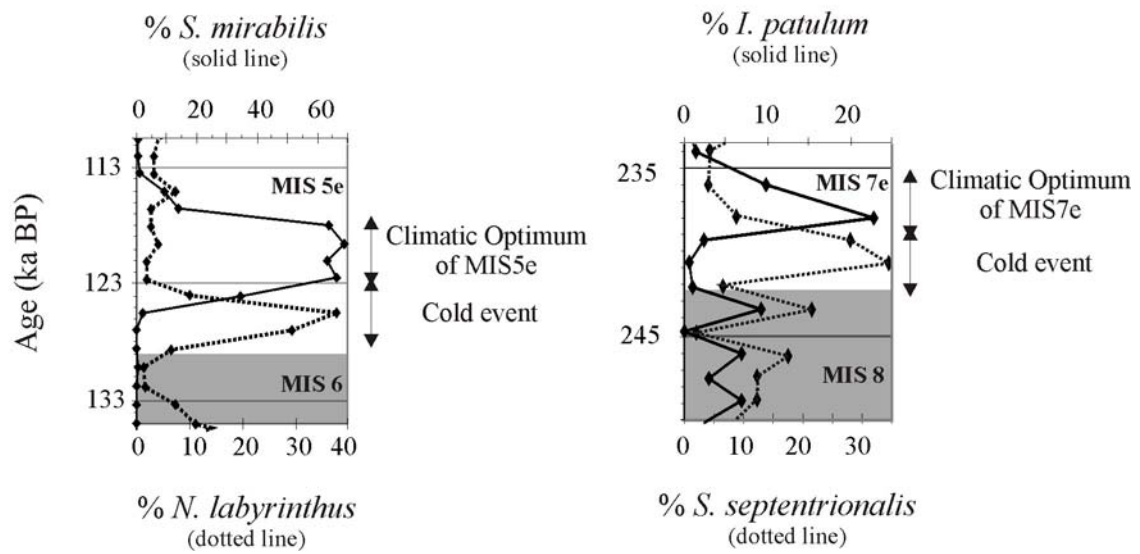 % S. mirabilis
(solid line)
% I. patulum
(solid line)
0 20 40 60
0 10 20
Age (ka BP)
113
123
133
MIS 5e
MIS 6
Climatic Optimum
of MIS5e
Cold event
235
245
MIS 7e
MIS 8
Climatic Optimum
of MIS7e
Cold event
0 10 20 30 40
0 10 20 30
% N. labyrinthus
(dotted line)
% S. septentrionalis
(dotted line)